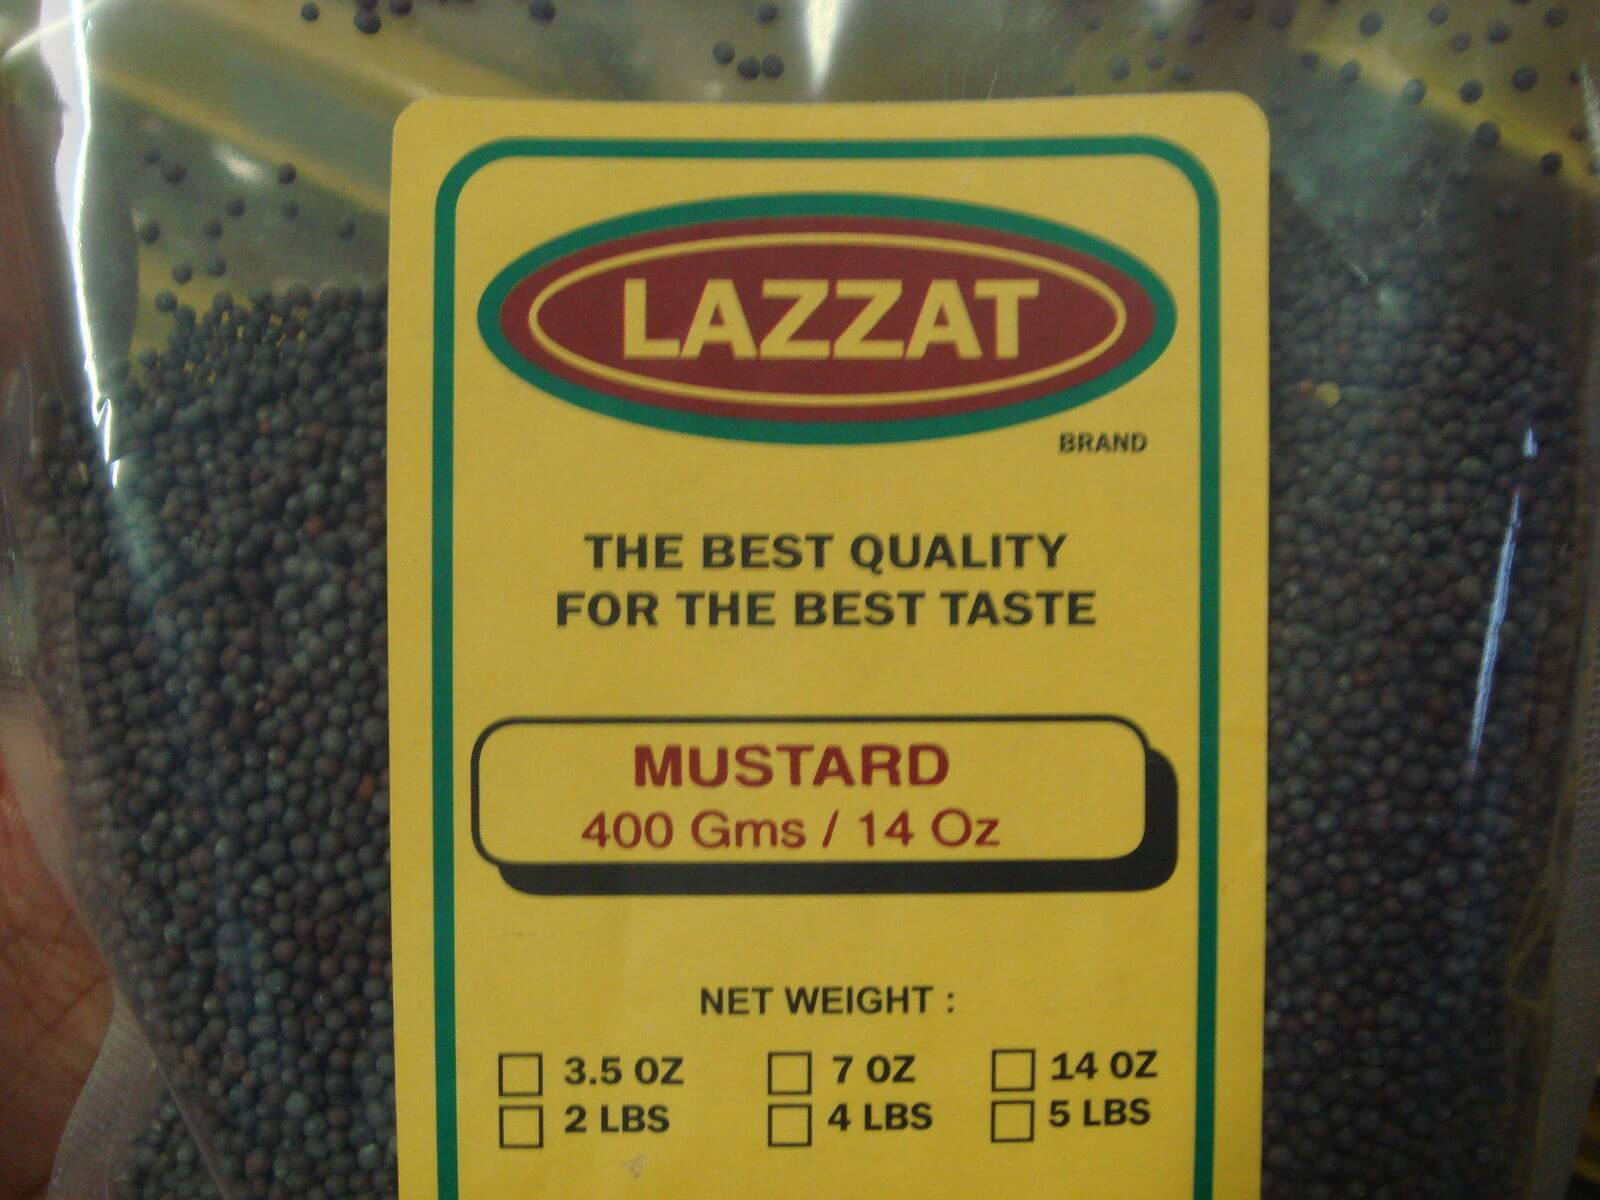 LAZZAT
BRAND
THE BEST QUALITY
FOR THE BEST TASTE
MUSTARD
400 Gms / 14 Oz
NET WEIGHT :
3.5 OZ 7 OZ 14 OZ
2 LBS 4 LBS 5 LBS